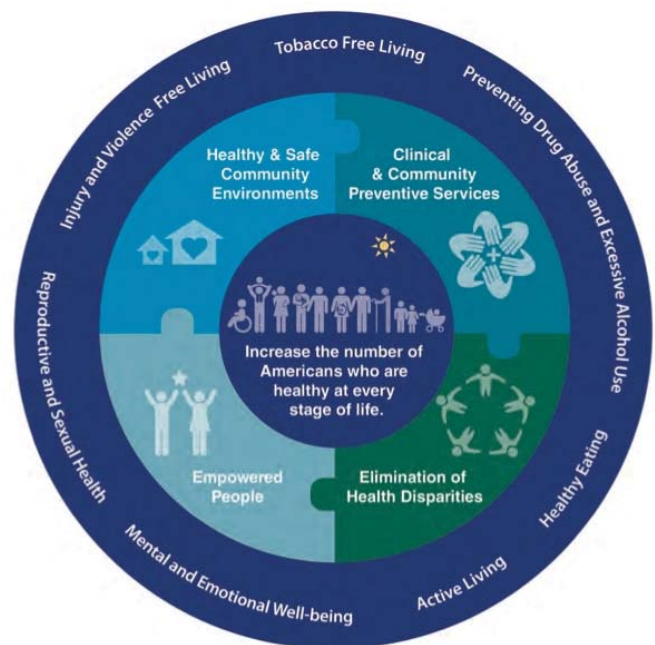 Tobacco Free Living
Preventing Drug Abuse and Excessive Alcohol Use
Healthy Eating
Active Living
Mental and Emotional Well-being
Reproductive and Sexual Health
Injury and Violence Free Living
Healthy & Safe
Community
Environments
Clinical
& Community
Preventive Services
Increase the number of
Americans who are
healthy at every
stage of life.
Empowered
People
Elimination of
Health Disparities